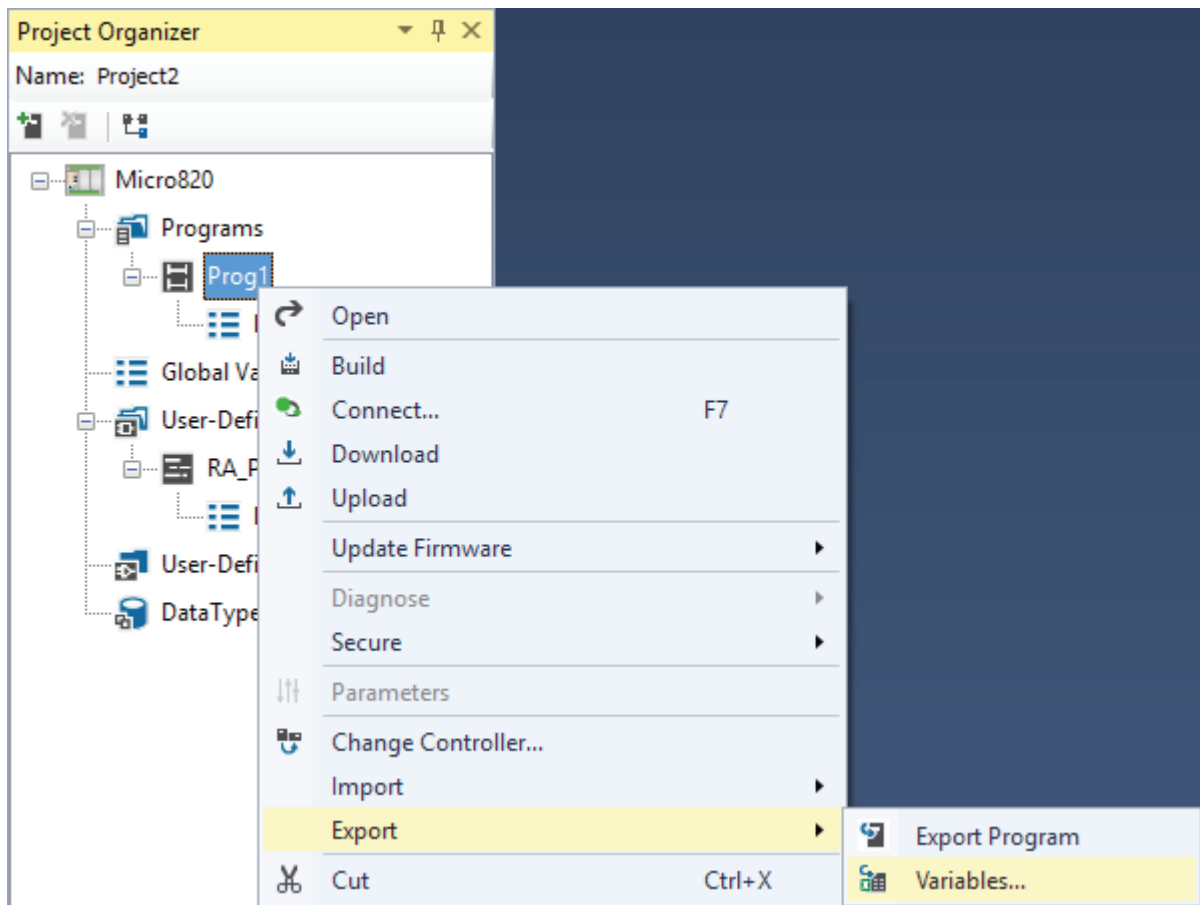 Project Organizer
Name: Project2
Micro820
Programs
Prog1
Global
User-Defi
RA_P
User-Defi
DataType
Open
Build
Connect... F7
Download
Upload
Update Firmware
Diagnose
Secure
Parameters
Change Controller...
Import
Export
Cut Ctrl+X
Export Program
Variables...